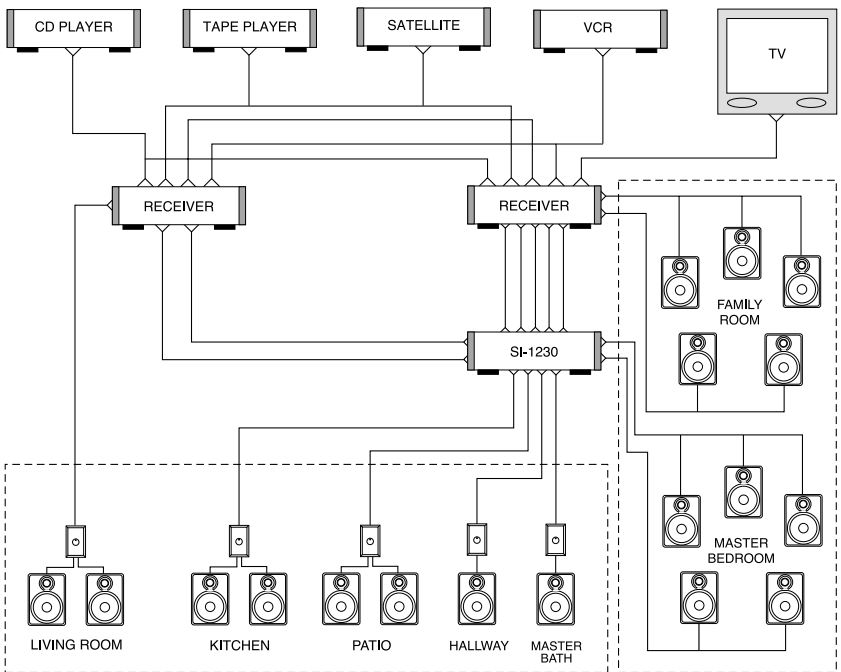 CD PLAYER
TAPE PLAYER
SATELLITE
VCR
TV
RECEIVER
RECEIVER
FAMILY
ROOM
SI-1230
MASTER
BEDROOM
LIVING ROOM
KITCHEN
PATIO
HALLWAY
MASTER
BATH